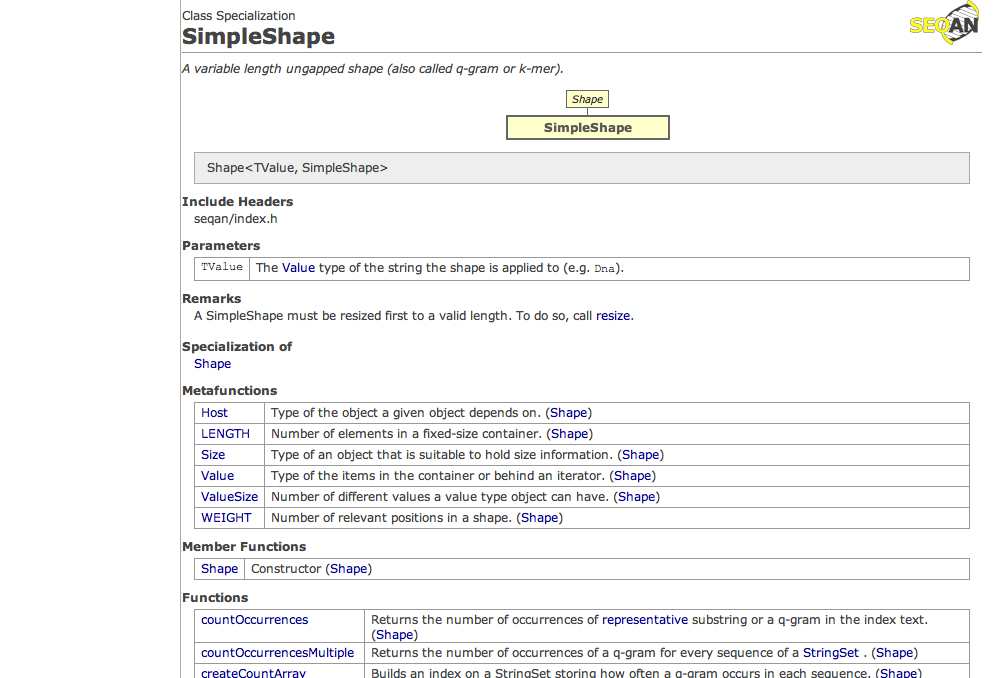 Class Specialization
SimpleShape
SEQAN
A variable length ungapped shape (also called q-gram or k-mer).
Shape
SimpleShape
Shape<TValue, SimpleShape>
Include Headers
seqan/index.h
Parameters
TValue The Value type of the string the shape is applied to (e.g. Dna).
Remarks
A SimpleShape must be resized first to a valid length. To do so, call resize.
Specialization of
Shape
Metafunctions
Host Type of the object a given object depends on. (Shape)
LENGTH Number of elements in a fixed-size container. (Shape)
Size Type of an object that is suitable to hold size information. (Shape)
Value Type of the items in the container or behind an iterator. (Shape)
ValueSize Number of different values a value type object can have. (Shape)
WEIGHT Number of relevant positions in a shape. (Shape)
Member Functions
Shape Constructor (Shape)
Functions
countOccurrences Returns the number of occurrences of representative substring or a q-gram in the index text.
(Shape)
countOccurrencesMultiple Returns the number of occurrences of a q-gram for every sequence of a StringSet . (Shape)
createCountArray Builds an index on a StringSet storing how often a q-gram occurs in each sequence. (Shape)